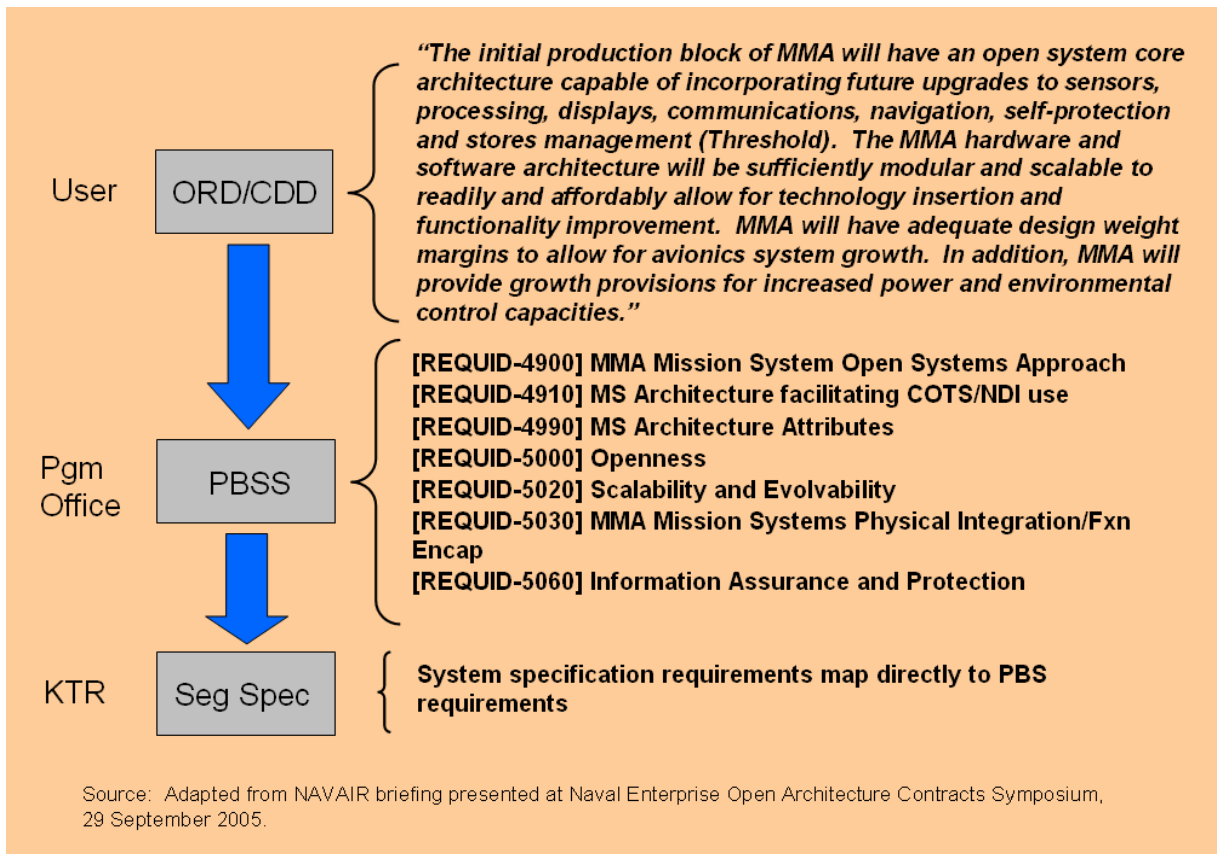 “The initial production block of MMA will have an open system core
architecture capable of incorporating future upgrades to sensors,
processing, displays, communications, navigation, self-protection
and stores management (Threshold).  The MMA hardware and
software architecture will be sufficiently modular and scalable to
readily and affordably allow for technology insertion and
functionality improvement.  MMA will have adequate design weight
margins to allow for avionics system growth.  In addition, MMA will
provide growth provisions for increased power and environmental
control capacities.”
User
ORD/CDD
[REQUID-4900] MMA Mission System Open Systems Approach
[REQUID-4910] MS Architecture facilitating COTS/NDI use
[REQUID-4990] MS Architecture Attributes
[REQUID-5000] Openness
[REQUID-5020] Scalability and Evolvability
[REQUID-5030] MMA Mission Systems Physical Integration/Fxn
Encap
[REQUID-5060] Information Assurance and Protection
Pgm
Office
PBSS
KTR
Seg Spec
System specification requirements map directly to PBS
requirements
Source:  Adapted from NAVAIR briefing presented at Naval Enterprise Open Architecture Contracts Symposium,
29 September 2005.